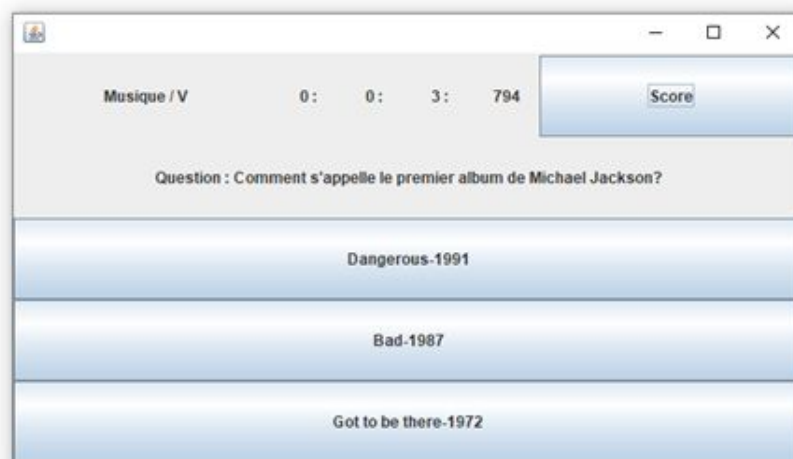 Musique / V 0 : 0 : 3 : 794 Score
Question : Comment s'appelle le premier album de Michael Jackson?
Dangerous-1991
Bad-1987
Got to be there-1972